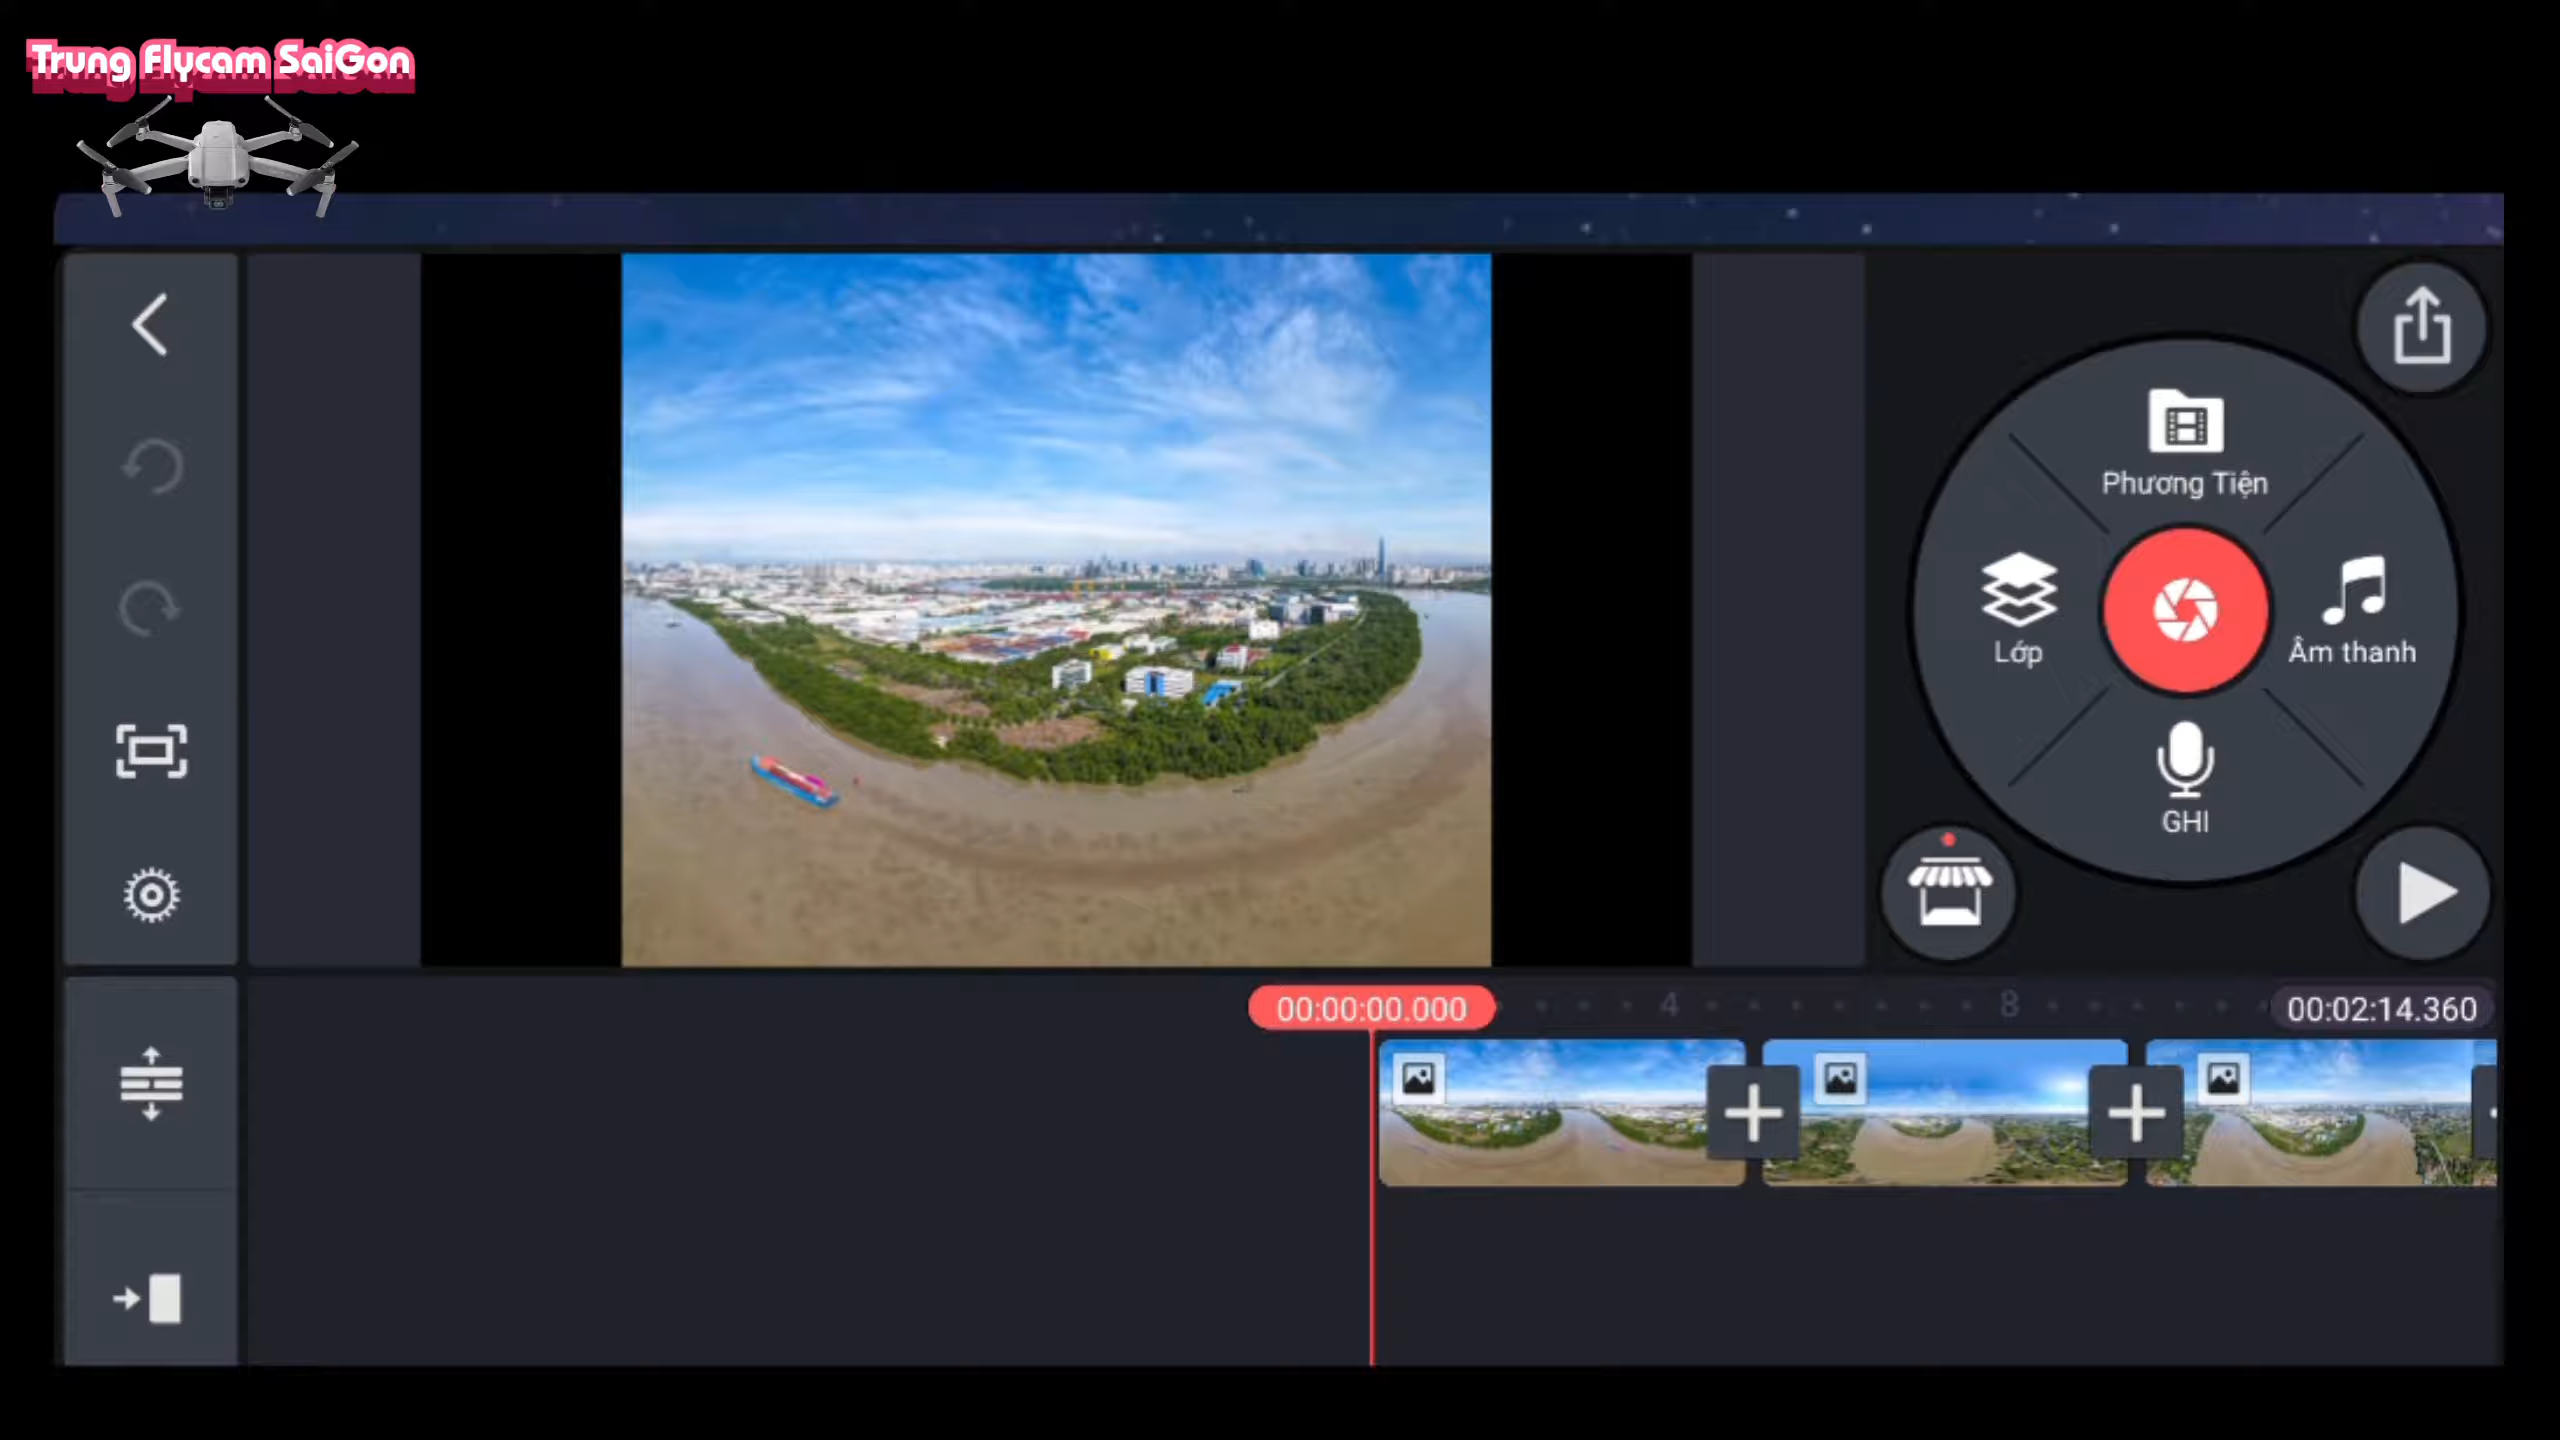 Trung Flycam SaiGon
Phương Tiện
Lớp
Âm thanh
GHI
00:00:00.000
4
8
00:02:14.360